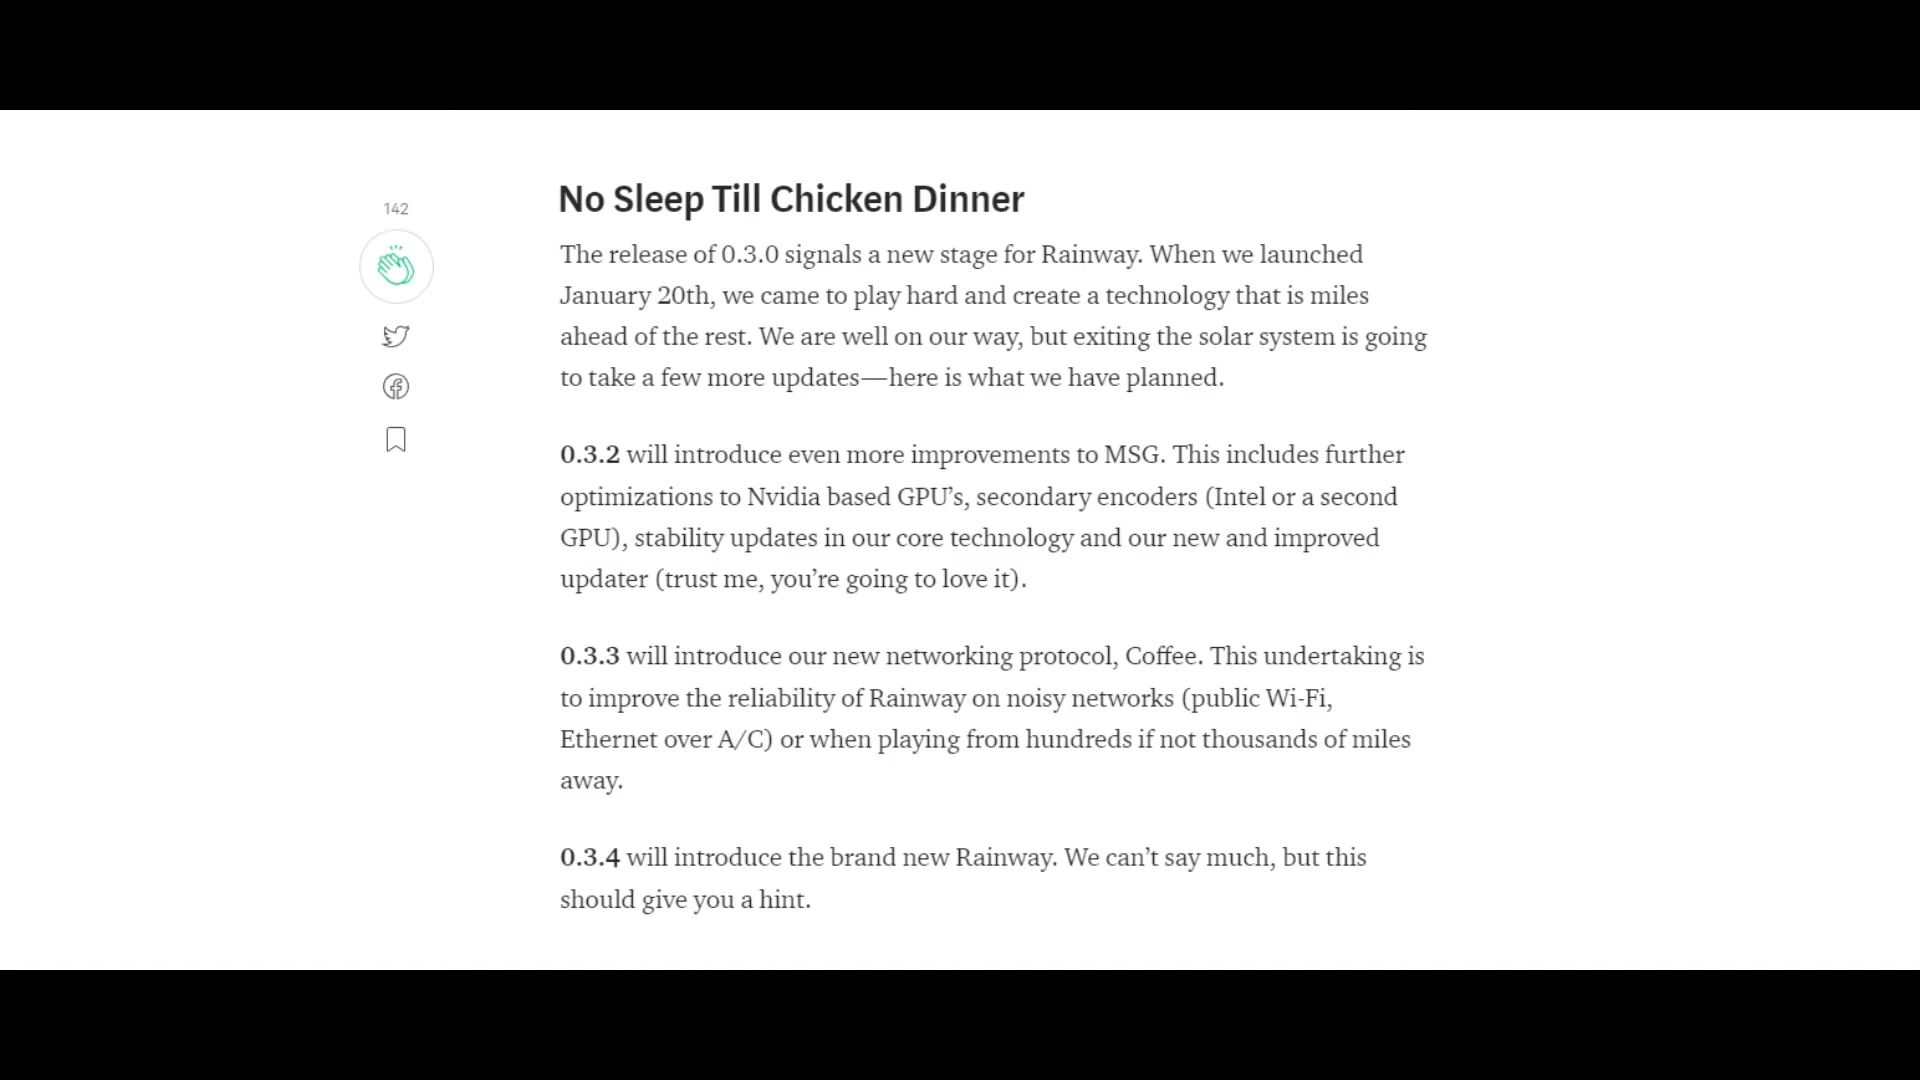 142
No Sleep Till Chicken Dinner
The release of 0.3.0 signals a new stage for Rainway. When we launched
January 20th, we came to play hard and create a technology that is miles
ahead of the rest. We are well on our way, but exiting the solar system is going
to take a few more updates—here is what we have planned.
0.3.2 will introduce even more improvements to MSG. This includes further
optimizations to Nvidia based GPU’s, secondary encoders (Intel or a second
GPU), stability updates in our core technology and our new and improved
updater (trust me, you’re going to love it).
0.3.3 will introduce our new networking protocol, Coffee. This undertaking is
to improve the reliability of Rainway on noisy networks (public Wi-Fi,
Ethernet over A/C) or when playing from hundreds if not thousands of miles
away.
0.3.4 will introduce the brand new Rainway. We can’t say much, but this
should give you a hint.